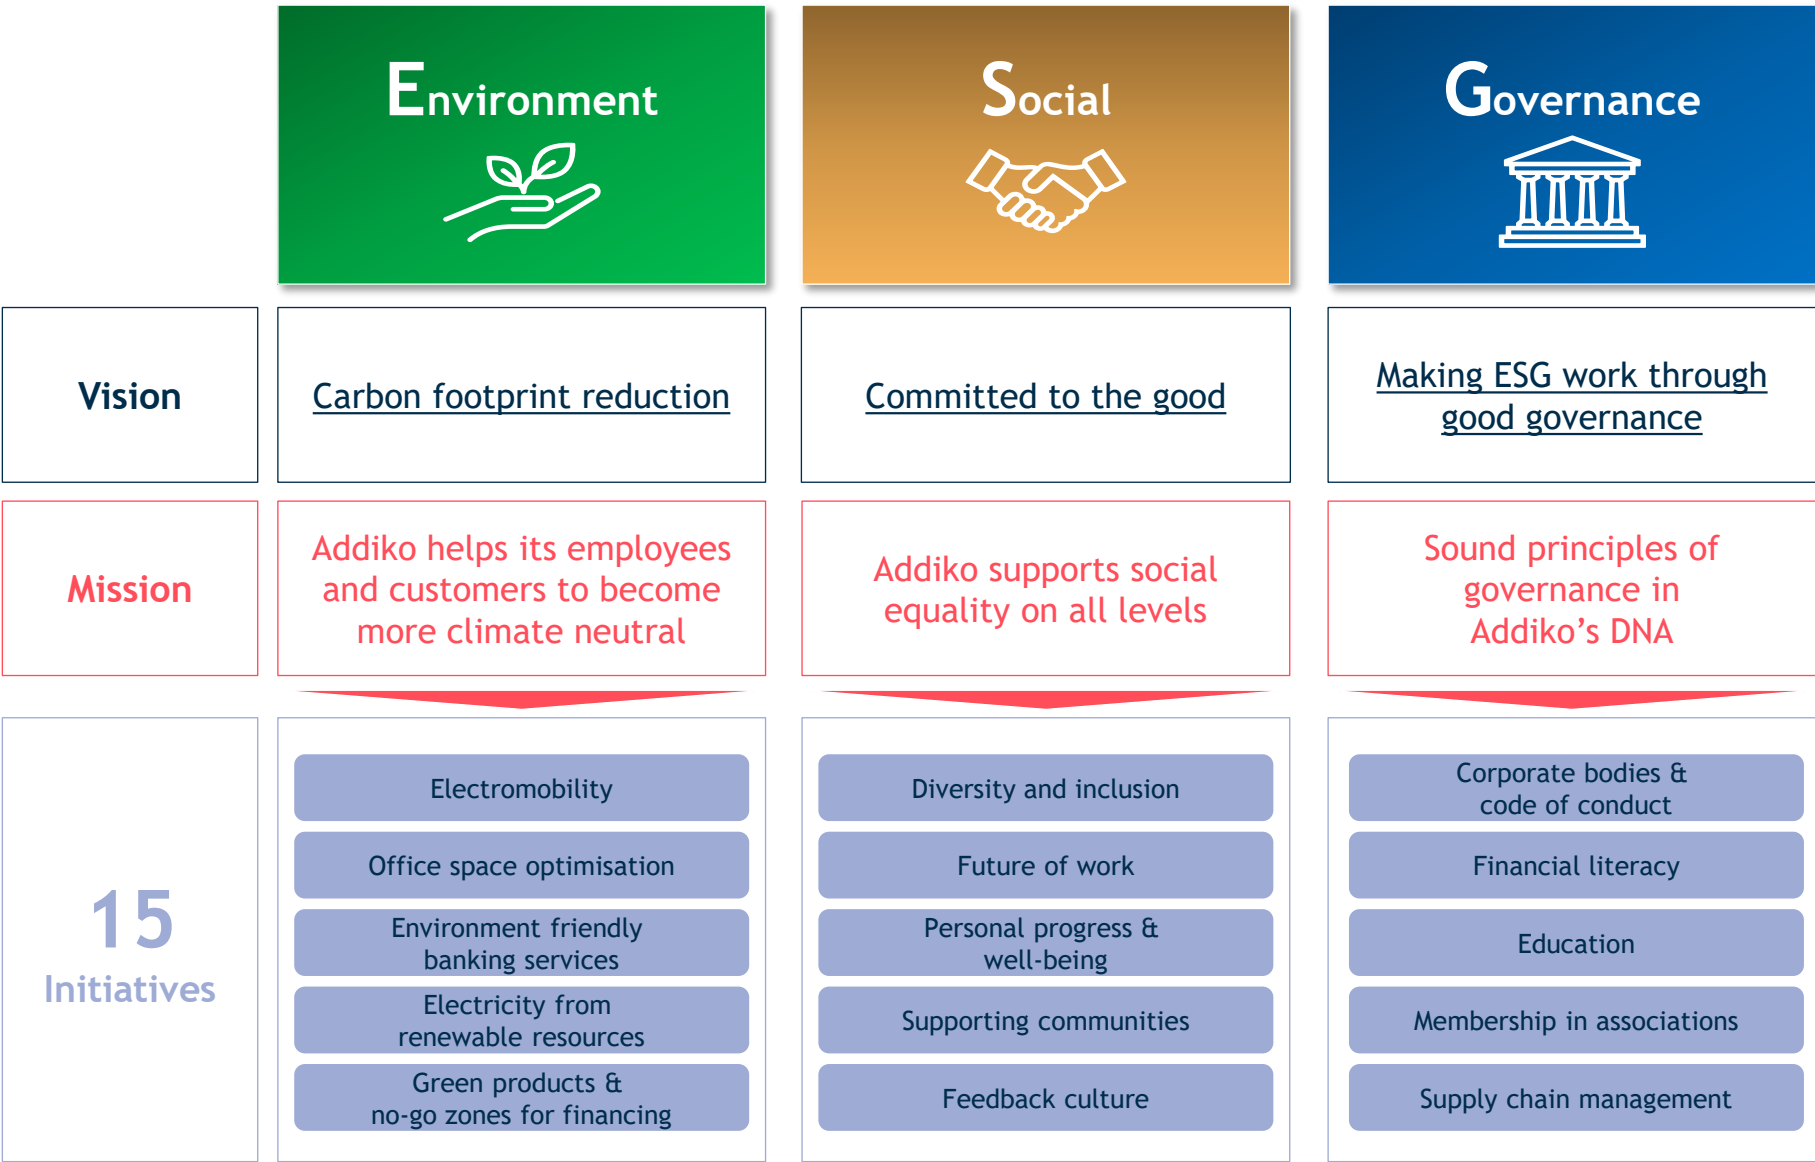 Environment
Social
Governance
Vision
Carbon footprint reduction
Committed to the good
Making ESG work through
good governance
Mission
Addiko helps its employees
and customers to become
more climate neutral
Addiko supports social
equality on all levels
Sound principles of
governance in
Addiko’s DNA
15
Initiatives
Electromobility
Office space optimisation
Environment friendly
banking services
Electricity from
renewable resources
Green products &
no-go zones for financing
Diversity and inclusion
Future of work
Personal progress &
well-being
Supporting communities
Feedback culture
Corporate bodies &
code of conduct
Financial literacy
Education
Membership in associations
Supply chain management